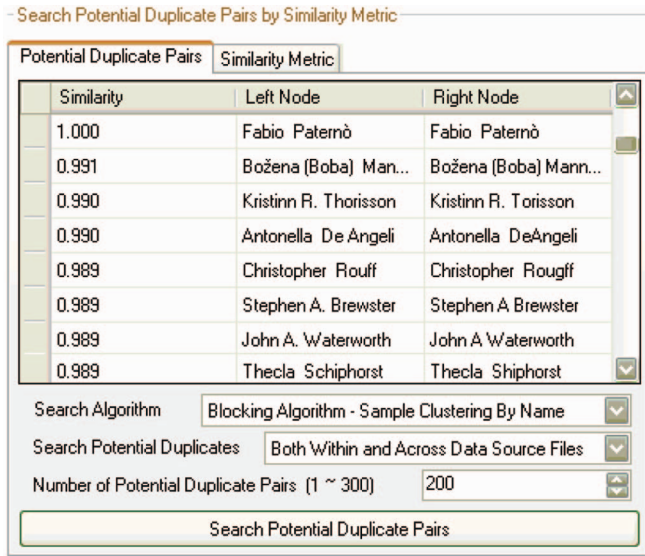 Search Potential Duplicate Pairs by Similarity Metric
Potential Duplicate Pairs Similarity Metric
Similarity Left Node Right Node
1.000 Fabio Paternò Fabio Paternò
0.991 Božena (Boba) Man... Božena (Boba) Mann...
0.990 Kristinn R. Thorisson Kristinn R. Torisson
0.990 Antonella De Angeli Antonella DeAngeli
0.989 Christopher Rouff Christopher Rougff
0.989 Stephen A. Brewster Stephen A Brewster
0.989 John A. Waterworth John A Waterworth
0.989 Thecla Schiphorst Thecla Shiphorst
Search Algorithm Blocking Algorithm - Sample Clustering By Name
Search Potential Duplicates Both Within and Across Data Source Files
Number of Potential Duplicate Pairs (1 ~ 300) 200
Search Potential Duplicate Pairs